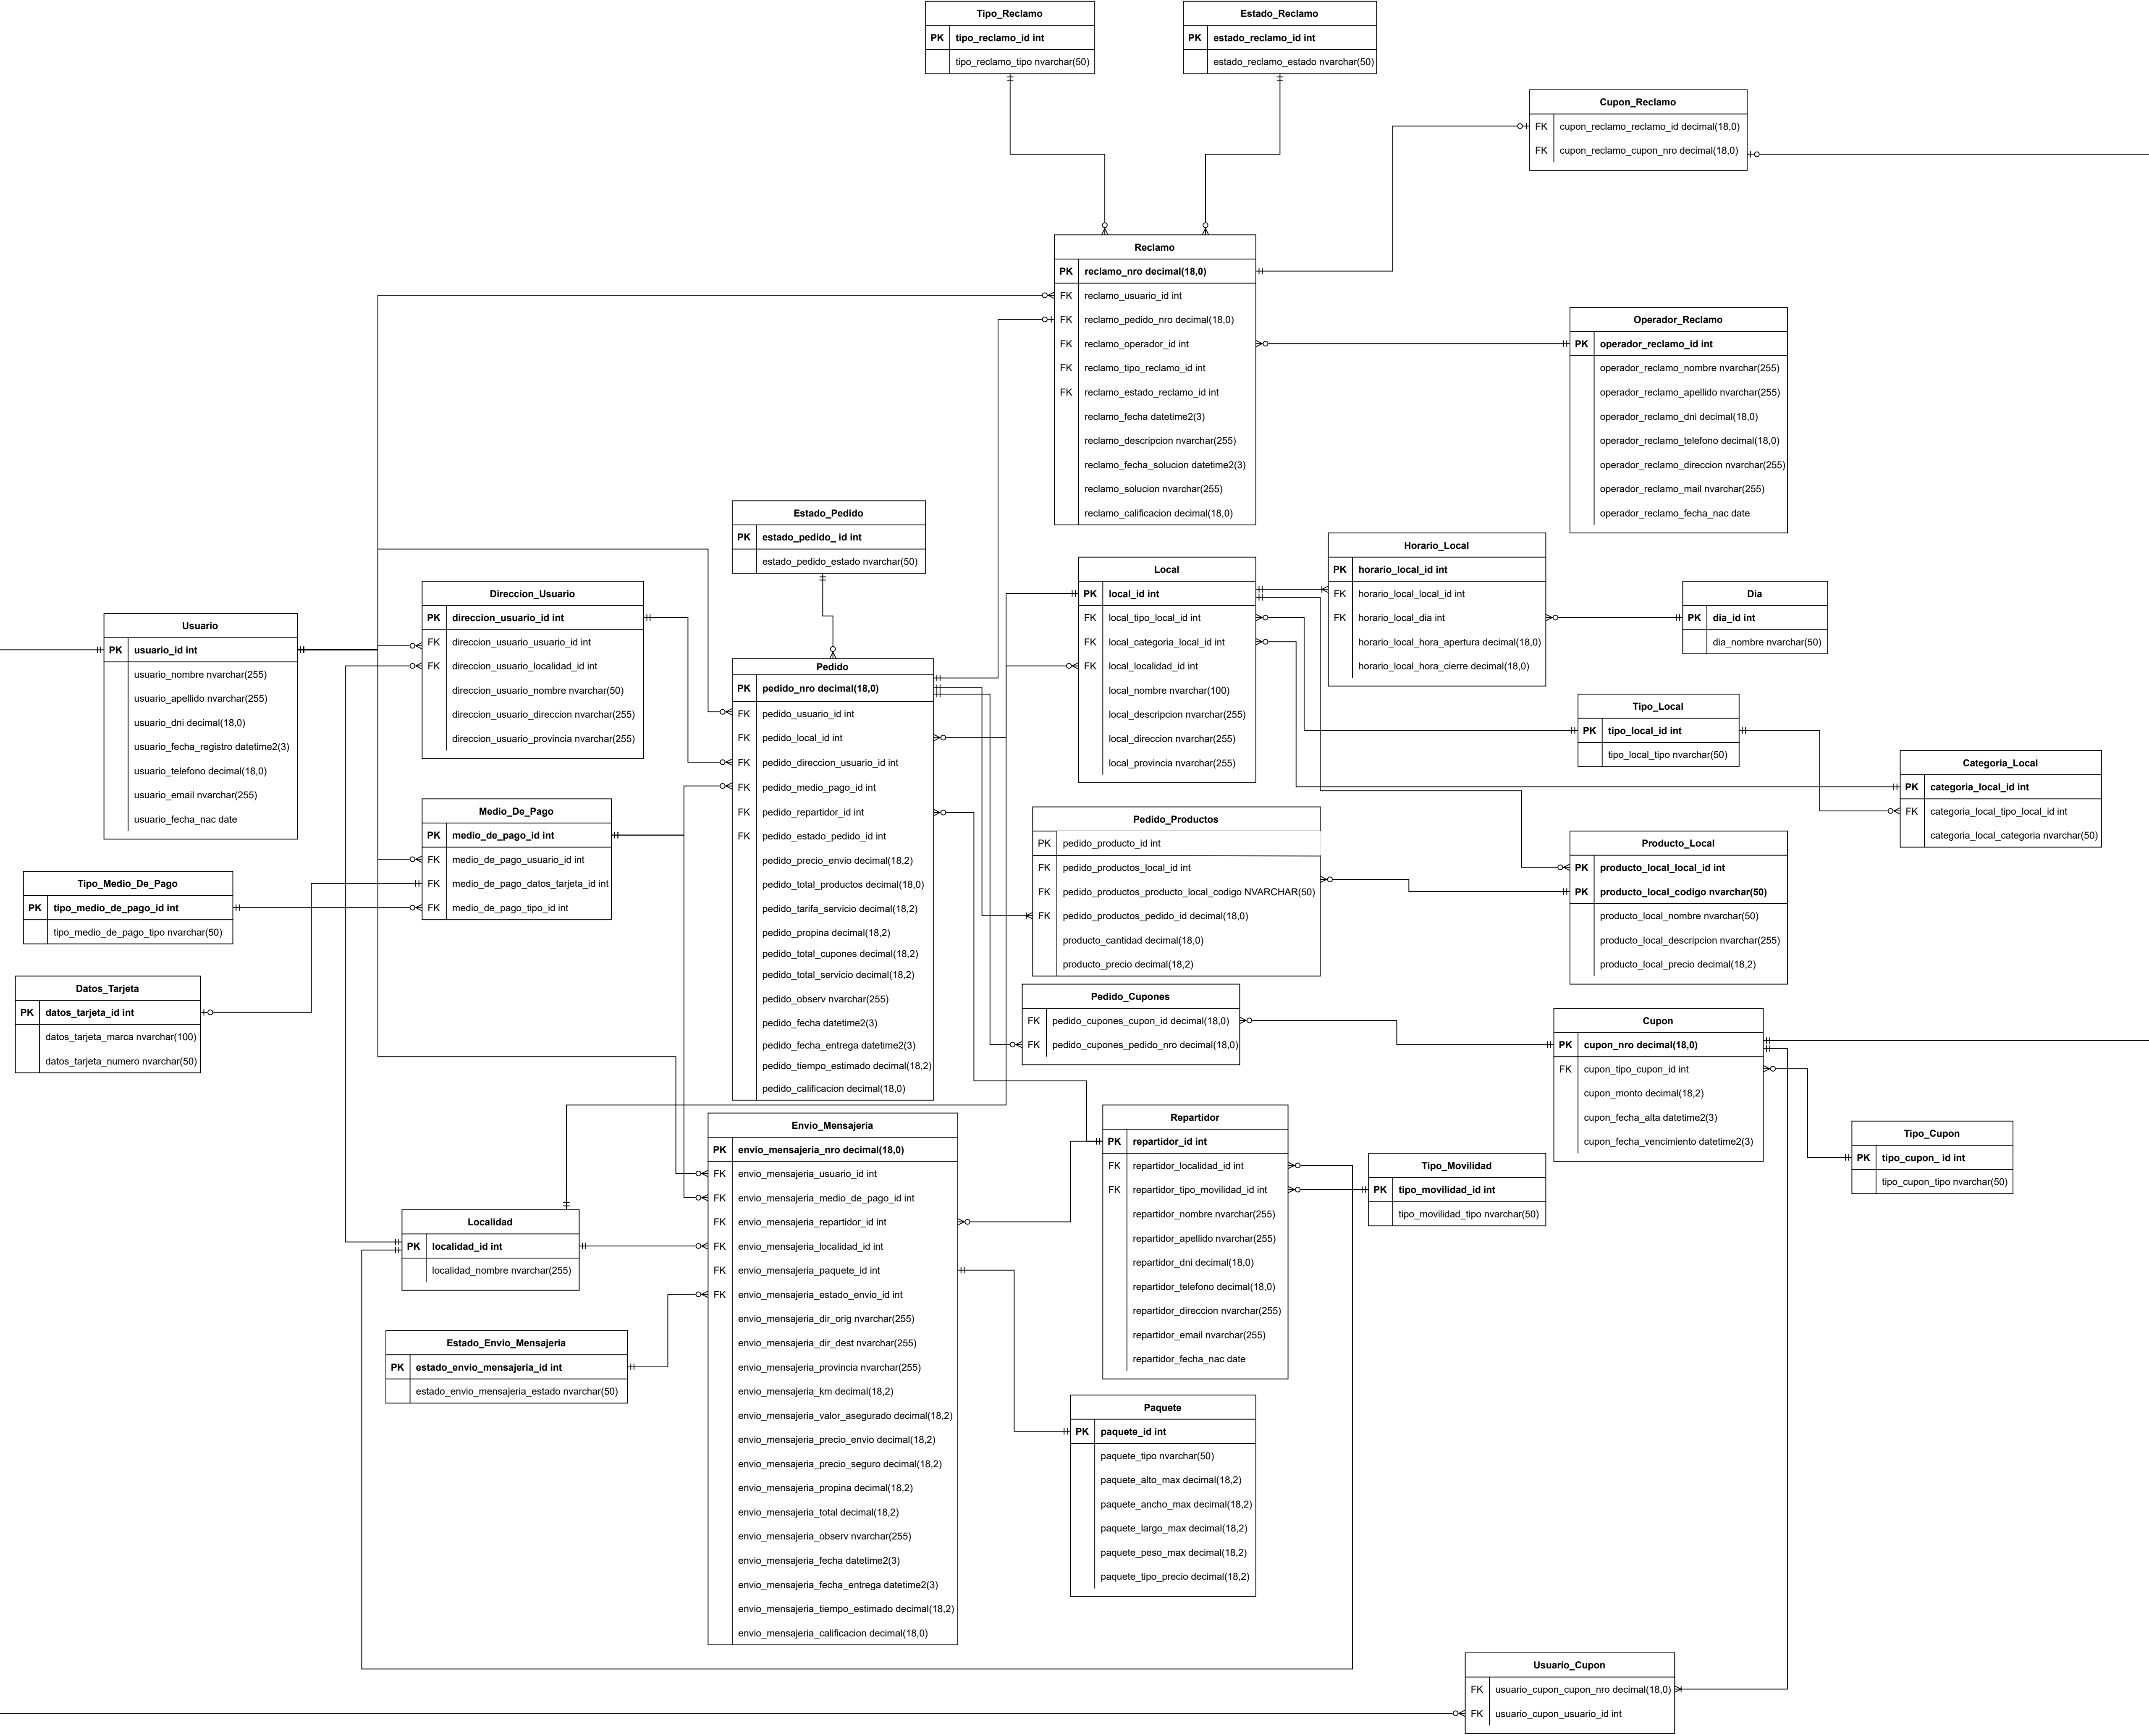 Tipo_Reclamo
PK tipo_reclamo_id int
tipo_reclamo_tipo nvarchar(50)
Estado_Reclamo
PK estado_reclamo_id int
estado_reclamo_estado nvarchar(50)
Cupon_Reclamo
FK cupon_reclamo_reclamo_id decimal(18,0)
FK cupon_reclamo_cupon_nro decimal(18,0)
Reclamo
PK reclamo_nro decimal(18,0)
FK reclamo_usuario_id int
FK reclamo_pedido_nro decimal(18,0)
FK reclamo_operador_id int
FK reclamo_tipo_reclamo_id int
FK reclamo_estado_reclamo_id int
reclamo_fecha datetime2(3)
reclamo_descripcion nvarchar(255)
reclamo_fecha_solucion datetime2(3)
reclamo_solucion nvarchar(255)
reclamo_calificacion decimal(18,0)
Operador_Reclamo
PK operador_reclamo_id int
operador_reclamo_nombre nvarchar(255)
operador_reclamo_apellido nvarchar(255)
operador_reclamo_dni decimal(18,0)
operador_reclamo_telefono decimal(18,0)
operador_reclamo_direccion nvarchar(255)
operador_reclamo_mail nvarchar(255)
operador_reclamo_fecha_nac date
Estado_Pedido
PK estado_pedido_ id int
estado_pedido_estado nvarchar(50)
Usuario
PK usuario_id int
usuario_nombre nvarchar(255)
usuario_apellido nvarchar(255)
usuario_dni decimal(18,0)
usuario_fecha_registro datetime2(3)
usuario_telefono decimal(18,0)
usuario_email nvarchar(255)
usuario_fecha_nac date
Direccion_Usuario
PK direccion_usuario_id int
FK direccion_usuario_usuario_id int
FK direccion_usuario_localidad_id int
direccion_usuario_nombre nvarchar(50)
direccion_usuario_direccion nvarchar(255)
direccion_usuario_provincia nvarchar(255)
Pedido
PK pedido_nro decimal(18,0)
FK pedido_usuario_id int
FK pedido_local_id int
FK pedido_direccion_usuario_id int
FK pedido_medio_pago_id int
FK pedido_repartidor_id int
FK pedido_estado_pedido_id int
pedido_precio_envio decimal(18,2)
pedido_total_productos decimal(18,0)
pedido_tarifa_servicio decimal(18,2)
pedido_propina decimal(18,2)
pedido_total_cupones decimal(18,2)
pedido_total_servicio decimal(18,2)
pedido_observ nvarchar(255)
pedido_fecha datetime2(3)
pedido_fecha_entrega datetime2(3)
pedido_tiempo_estimado decimal(18,2)
pedido_calificacion decimal(18,0)
Local
PK local_id int
FK local_tipo_local_id int
FK local_categoria_local_id int
FK local_localidad_id int
local_nombre nvarchar(100)
local_descripcion nvarchar(255)
local_direccion nvarchar(255)
local_provincia nvarchar(255)
Horario_Local
PK horario_local_id int
FK horario_local_local_id int
FK horario_local_dia int
horario_local_hora_apertura decimal(18,0)
horario_local_hora_cierre decimal(18,0)
Dia
PK dia_id int
dia_nombre nvarchar(50)
Tipo_Local
PK tipo_local_id int
tipo_local_tipo nvarchar(50)
Categoria_Local
PK categoria_local_id int
FK categoria_local_tipo_local_id int
categoria_local_categoria nvarchar(50)
Medio_De_Pago
PK medio_de_pago_id int
FK medio_de_pago_usuario_id int
FK medio_de_pago_datos_tarjeta_id int
FK medio_de_pago_tipo_id int
Tipo_Medio_De_Pago
PK tipo_medio_de_pago_id int
tipo_medio_de_pago_tipo nvarchar(50)
Datos_Tarjeta
PK datos_tarjeta_id int
datos_tarjeta_marca nvarchar(100)
datos_tarjeta_numero nvarchar(50)
Pedido_Productos
PK pedido_producto_id int
FK pedido_productos_local_id int
FK pedido_productos_producto_local_codigo NVARCHAR(50)
FK pedido_productos_pedido_id decimal(18,0)
producto_cantidad decimal(18,0)
producto_precio decimal(18,2)
Producto_Local
PK producto_local_local_id int
PK producto_local_codigo nvarchar(50)
producto_local_nombre nvarchar(50)
producto_local_descripcion nvarchar(255)
producto_local_precio decimal(18,2)
Pedido_Cupones
FK pedido_cupones_cupon_id decimal(18,0)
FK pedido_cupones_pedido_nro decimal(18,0)
Cupon
PK cupon_nro decimal(18,0)
FK cupon_tipo_cupon_id int
cupon_monto decimal(18,2)
cupon_fecha_alta datetime2(3)
cupon_fecha_vencimiento datetime2(3)
Tipo_Cupon
PK tipo_cupon_ id int
tipo_cupon_tipo nvarchar(50)
Envio_Mensajeria
PK envio_mensajeria_nro decimal(18,0)
FK envio_mensajeria_usuario_id int
FK envio_mensajeria_medio_de_pago_id int
FK envio_mensajeria_repartidor_id int
FK envio_mensajeria_localidad_id int
FK envio_mensajeria_paquete_id int
FK envio_mensajeria_estado_envio_id int
envio_mensajeria_dir_orig nvarchar(255)
envio_mensajeria_dir_dest nvarchar(255)
envio_mensajeria_provincia nvarchar(255)
envio_mensajeria_km decimal(18,2)
envio_mensajeria_valor_asegurado decimal(18,2)
envio_mensajeria_precio_envio decimal(18,2)
envio_mensajeria_precio_seguro decimal(18,2)
envio_mensajeria_propina decimal(18,2)
envio_mensajeria_total decimal(18,2)
envio_mensajeria_observ nvarchar(255)
envio_mensajeria_fecha datetime2(3)
envio_mensajeria_fecha_entrega datetime2(3)
envio_mensajeria_tiempo_estimado decimal(18,2)
envio_mensajeria_calificacion decimal(18,0)
Repartidor
PK repartidor_id int
FK repartidor_localidad_id int
FK repartidor_tipo_movilidad_id int
repartidor_nombre nvarchar(255)
repartidor_apellido nvarchar(255)
repartidor_dni decimal(18,0)
repartidor_telefono decimal(18,0)
repartidor_direccion nvarchar(255)
repartidor_email nvarchar(255)
repartidor_fecha_nac date
Tipo_Movilidad
PK tipo_movilidad_id int
tipo_movilidad_tipo nvarchar(50)
Localidad
PK localidad_id int
localidad_nombre nvarchar(255)
Estado_Envio_Mensajeria
PK estado_envio_mensajeria_id int
estado_envio_mensajeria_estado nvarchar(50)
Paquete
PK paquete_id int
paquete_tipo nvarchar(50)
paquete_alto_max decimal(18,2)
paquete_ancho_max decimal(18,2)
paquete_largo_max decimal(18,2)
paquete_peso_max decimal(18,2)
paquete_tipo_precio decimal(18,2)
Usuario_Cupon
FK usuario_cupon_cupon_nro decimal(18,0)
FK usuario_cupon_usuario_id int